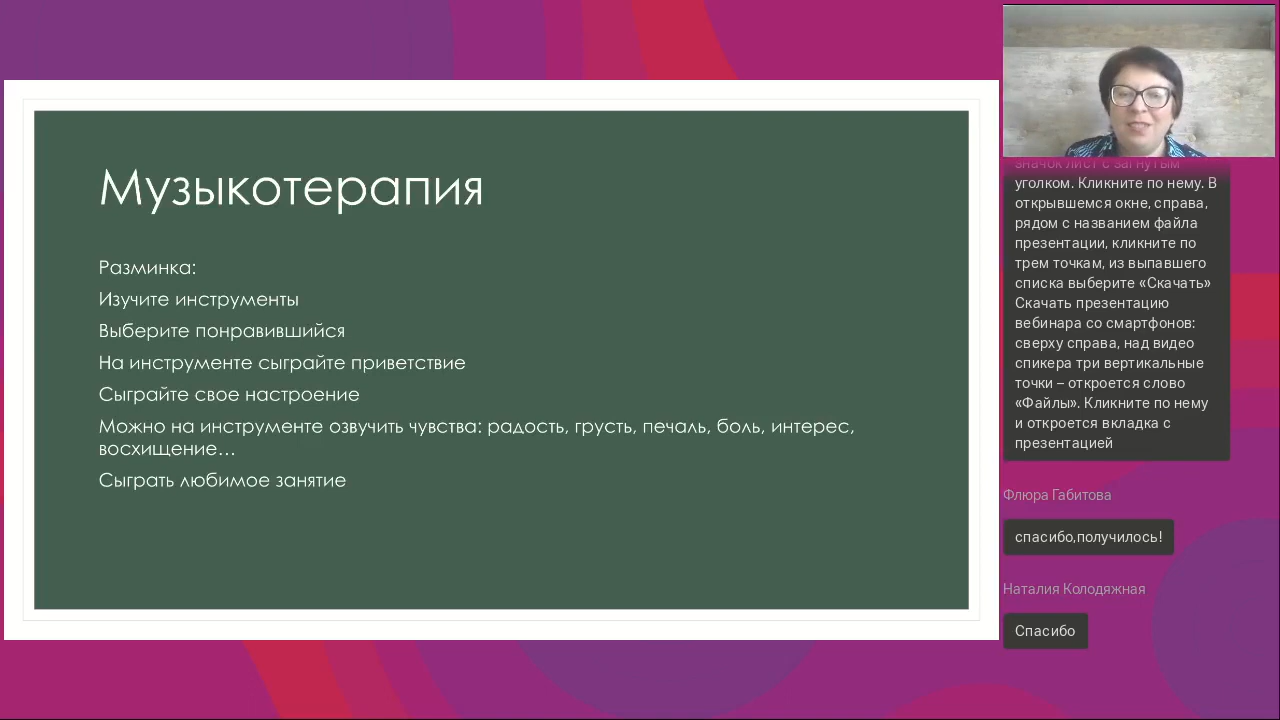 Музыкотерапия
Разминка:
Изучите инструменты
Выберите понравившийся
На инструменте сыграйте приветствие
Сыграйте свое настроение
Можно на инструменте озвучить чувства: радость, грусть, печаль, боль, интерес,
восхищение…
Сыграть любимое занятие
значок лист с загнутым
уголком. Кликните по нему. В
открывшемся окне, справа,
рядом с названием файла
презентации, кликните по
трем точкам, из выпавшего
списка выберите «Скачать»
Скачать презентацию
вебинара со смартфонов:
сверху справа, над видео
спикера три вертикальные
точки – откроется слово
«Файлы». Кликните по нему
и откроется вкладка с
презентацией
Флюра Габитова
спасибо,получилось!
Наталия Колодяжная
Спасибо